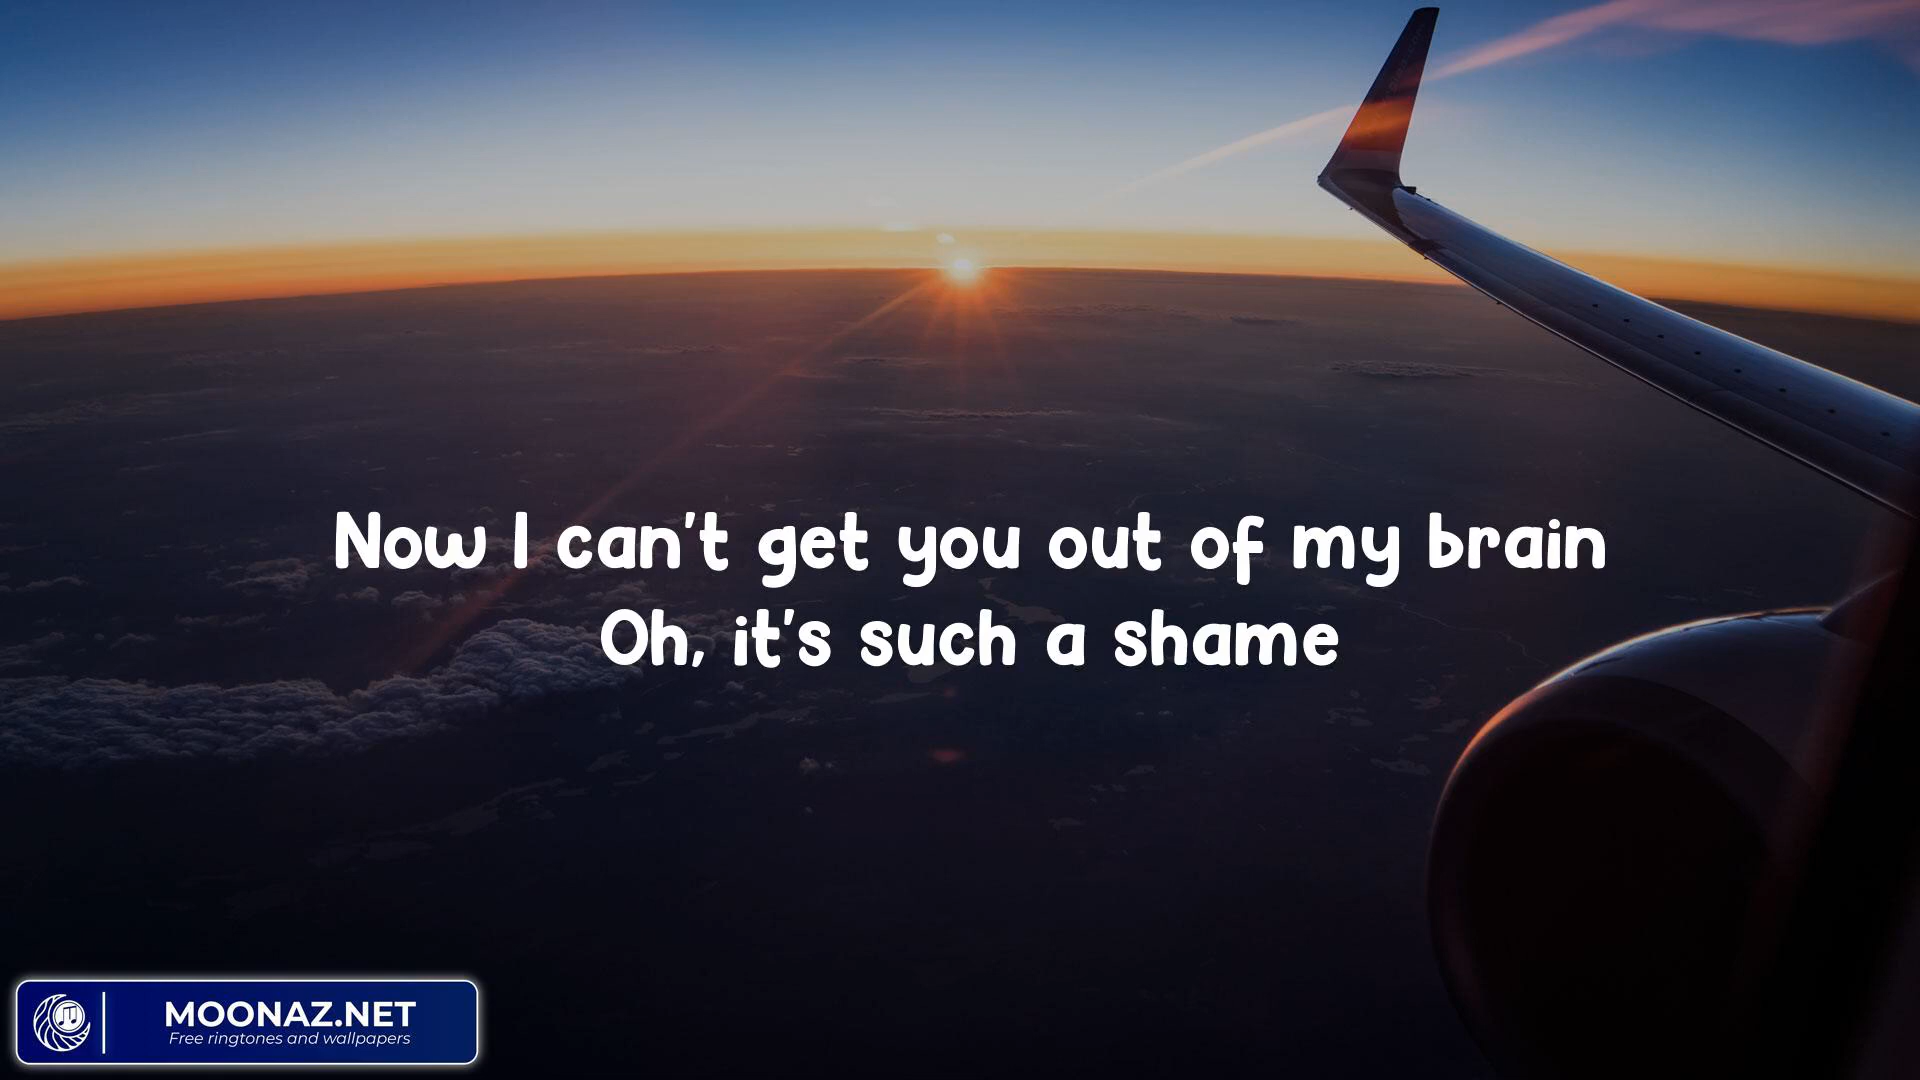 Now I can't get you out of my brain
Oh, it's such a shame
MOONAZ.NET
Free ringtones and wallpapers